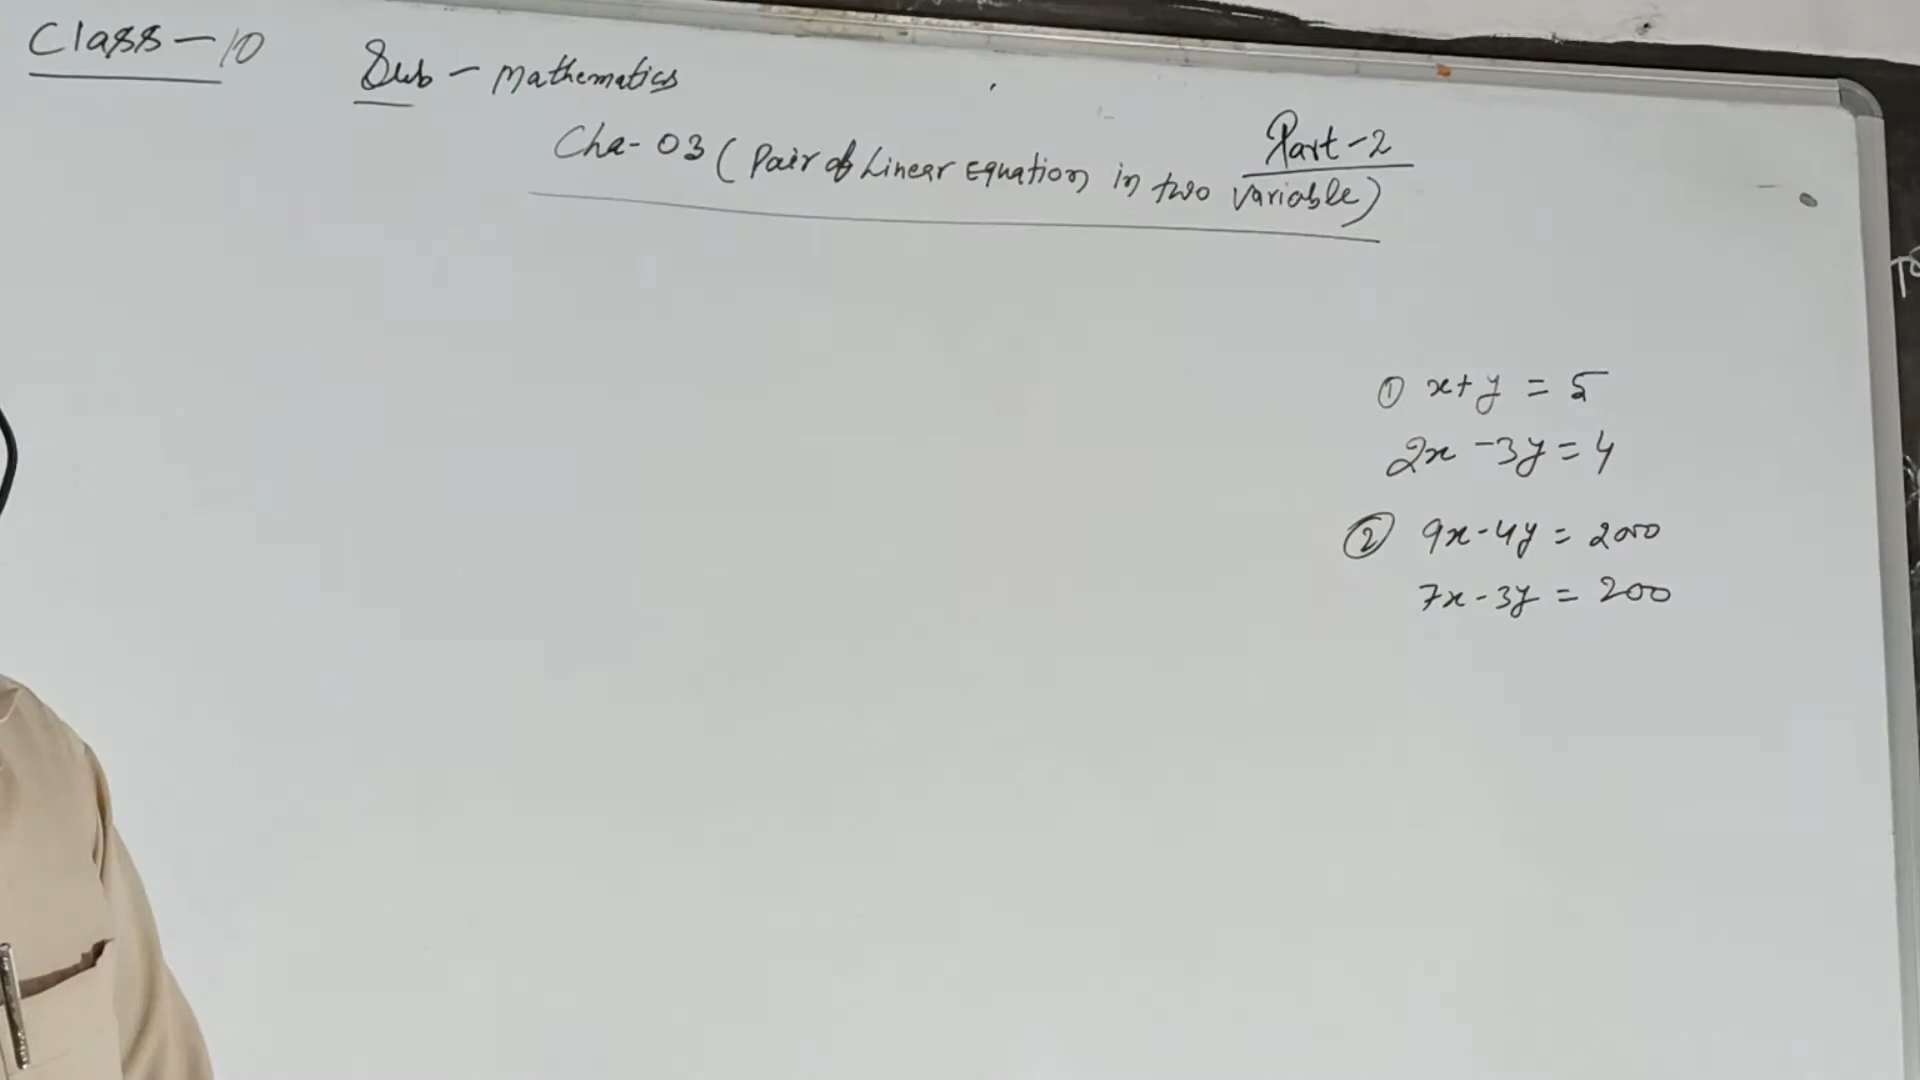 Class - 10
Sub - Mathematics
Part-2
Cha- 03 ( Pair of Linear Equation in two variable)
① x+y = 5
2x - 3y = 4
② 9x-4y = 2000
7x-3y = 200